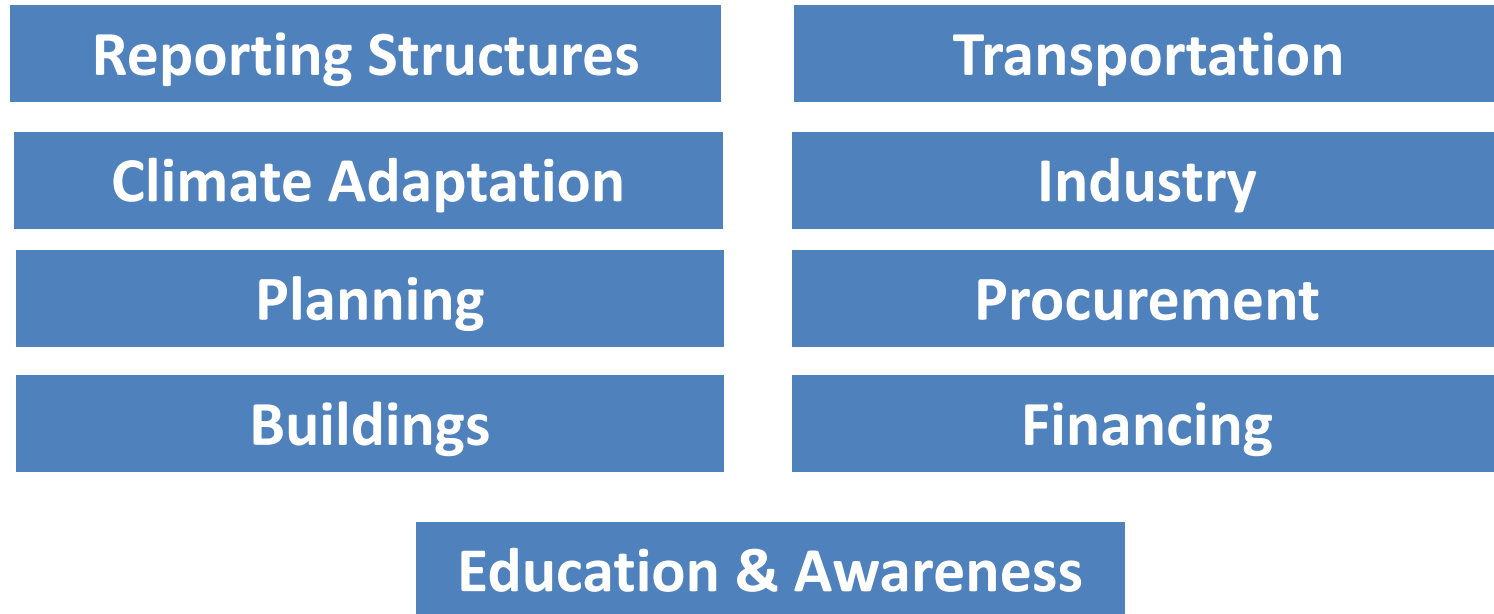 Reporting Structures
Transportation
Climate Adaptation
Industry
Planning
Procurement
Buildings
Financing
Education & Awareness